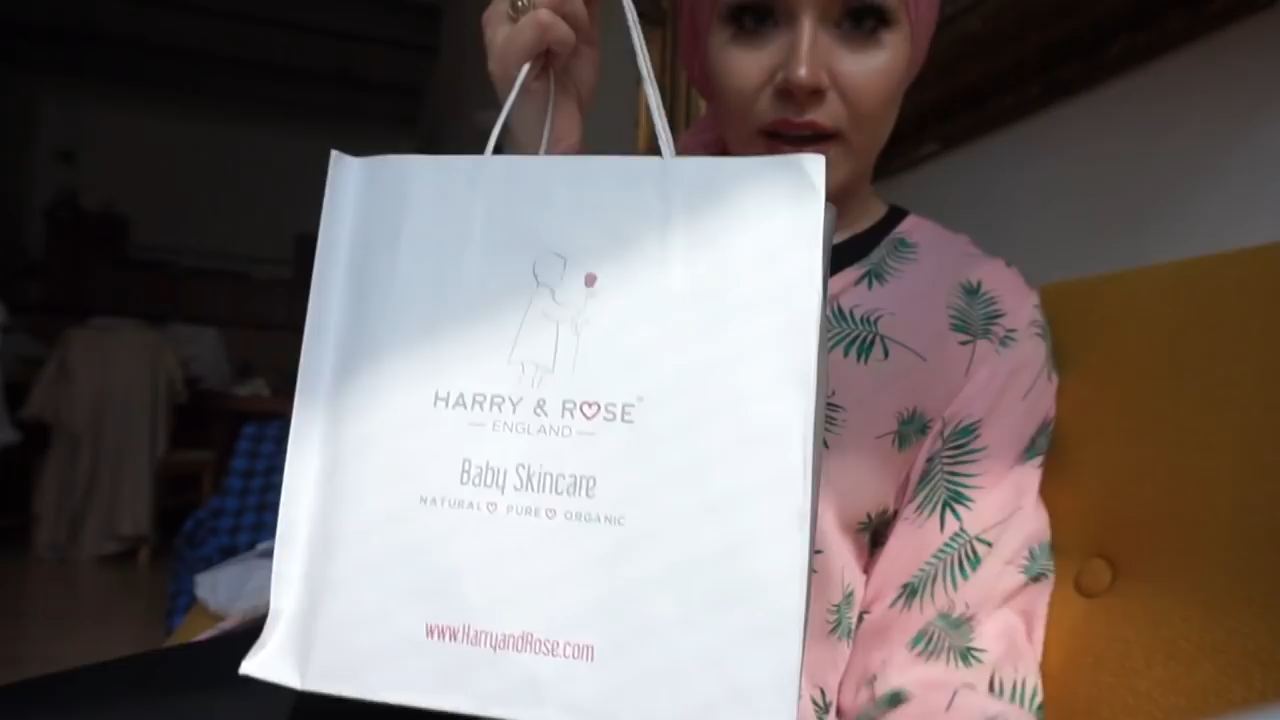 HARRY & ROSE®
ENGLAND
Baby Skincare
NATURAL♡ PURE♡ ORGANIC
www.HarryandRose.com